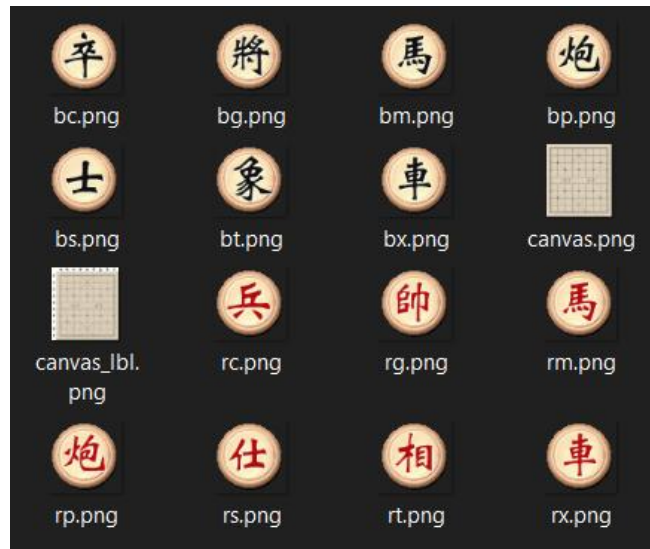 卒 將 馬 炮
bc.png bg.png bm.png bp.png
士 象 車
bs.png bt.png bx.png canvas.png
兵 帥 馬
canvas_lbl.
png
rc.png rg.png rm.png
炮 仕 相 車
rp.png rs.png rt.png rx.png